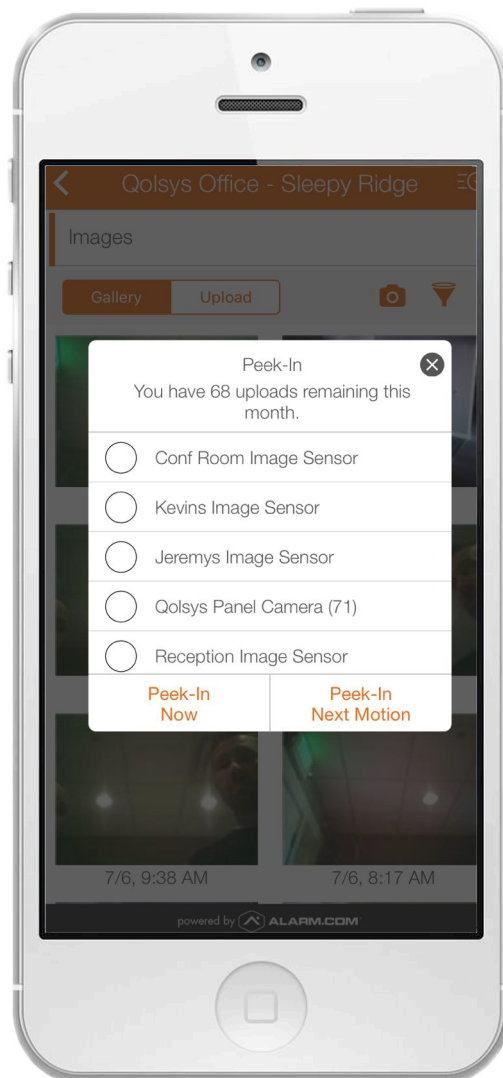 Qolsys Office - Sleepy Ridge
Images
Gallery Upload
Peek-In
You have 68 uploads remaining this
month.
Conf Room Image Sensor
Kevins Image Sensor
Jeremys Image Sensor
Qolsys Panel Camera (71)
Reception Image Sensor
Peek-In
Now
Peek-In
Next Motion
7/6, 9:38 AM 7/6, 8:17 AM
powered by ALARM.COM